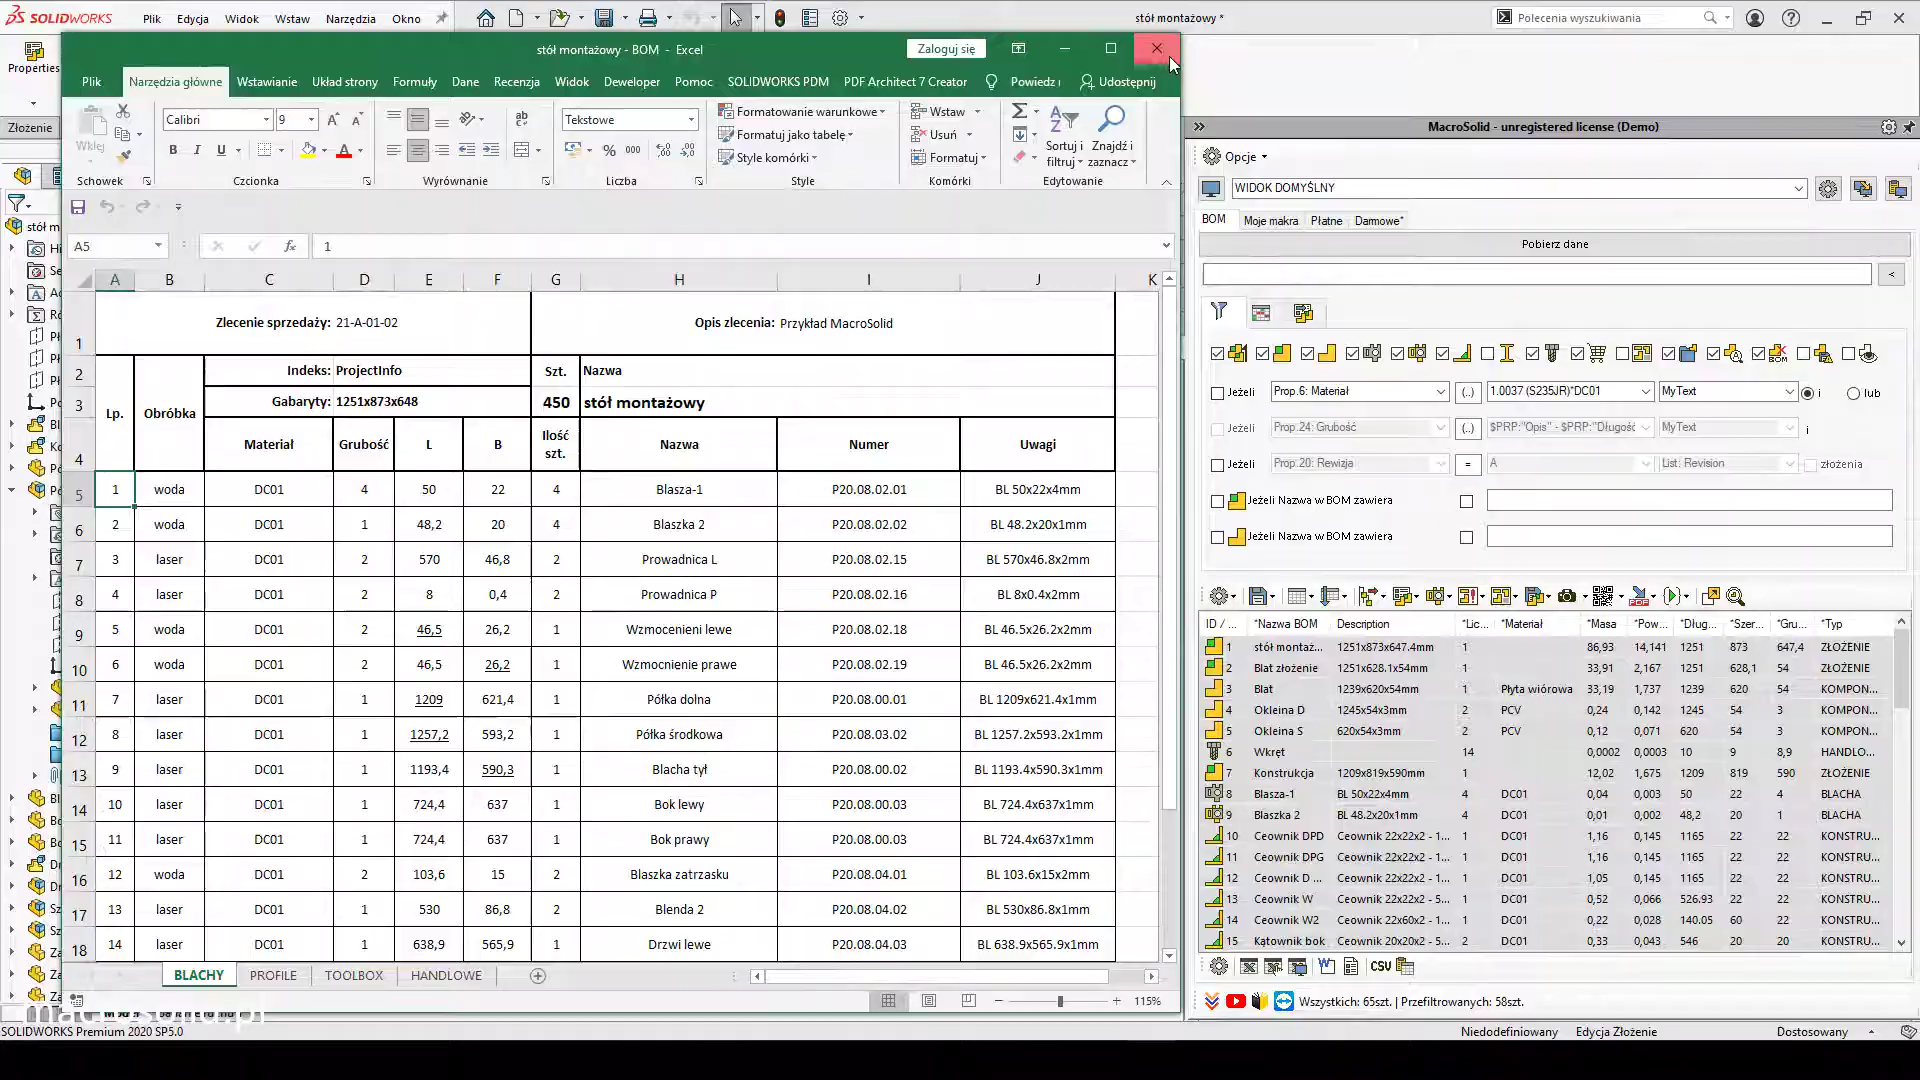 SOLIDWORKS Plik Edycja Widok Wstaw Narzędzia Okno stół montażowy * Polecenia wyszukiwania
Properties
Złożenie
stół montażowy - BOM - Excel Zaloguj się
Plik Narzędzia główne Wstawianie Układ strony Formuły Dane Recenzja Widok Deweloper Pomoc SOLIDWORKS PDM PDF Architect 7 Creator Powiedz Udostępnij
Wklej Calibri 9 Tekstowe Formatowanie warunkowe Wstaw
B I U % 000 Formatuj jako tabelę Usuń Sortuj i filtruj Znajdź i zaznacz
Style komórki Formatuj
Schowek Czcionka Wyrównanie Liczba Style Komórki Edytowanie
A5 fx 1
A B C D E F G H I J K
1 Zlecenie sprzedaży: 21-A-01-02 Opis zlecenia: Przykład MacroSolid
2 Indeks: ProjectInfo Szt. Nazwa
3 Gabaryty: 1251x873x648 450 stół montażowy
4 Lp. Obróbka Materiał Grubość L B Ilość szt. Nazwa Numer Uwagi
5 1 woda DC01 4 50 22 4 Blasza-1 P20.08.02.01 BL 50x22x4mm
6 2 woda DC01 1 48,2 20 4 Blaszka 2 P20.08.02.02 BL 48.2x20x1mm
7 3 laser DC01 2 570 46,8 2 Prowadnica L P20.08.02.15 BL 570x46.8x2mm
8 4 laser DC01 2 8 0,4 2 Prowadnica P P20.08.02.16 BL 8x0.4x2mm
9 5 woda DC01 2 46,5 26,2 1 Wzmocenieni lewe P20.08.02.18 BL 46.5x26.2x2mm
10 6 woda DC01 2 46,5 26,2 1 Wzmocnienie prawe P20.08.02.19 BL 46.5x26.2x2mm
11 7 laser DC01 1 1209 621,4 1 Półka dolna P20.08.00.01 BL 1209x621.4x1mm
12 8 laser DC01 1 1257,2 593,2 1 Półka środkowa P20.08.03.02 BL 1257.2x593.2x1mm
13 9 laser DC01 1 1193,4 590,3 1 Blacha tył P20.08.00.02 BL 1193.4x590.3x1mm
14 10 laser DC01 1 724,4 637 1 Bok lewy P20.08.00.03 BL 724.4x637x1mm
15 11 laser DC01 1 724,4 637 1 Bok prawy P20.08.00.03 BL 724.4x637x1mm
16 12 woda DC01 2 103,6 15 2 Blaszka zatrzasku P20.08.04.01 BL 103.6x15x2mm
17 13 laser DC01 1 530 86,8 2 Blenda 2 P20.08.04.02 BL 530x86.8x1mm
18 14 laser DC01 1 638,9 565,9 1 Drzwi lewe P20.08.04.03 BL 638.9x565.9x1mm
BLACHY PROFILE TOOLBOX HANDLOWE
115%
macrosolid.pl
SOLIDWORKS Premium 2020 SP5.0 Niedodefiniowany Edycja Złożenie Dostosowany
MacroSolid - unregistered license (Demo)
Opcje
WIDOK DOMYŚLNY
BOM Moje makra Płatne Darmowe*
Pobierz dane
<
Jeżeli Prop.6: Materiał (..) 1.0037 (S235JR)*DC01 MyText i lub
Jeżeli Prop.24: Grubość (..) $PRP:"Opis" - $PRP:"Długość MyText i
Jeżeli Prop.20: Rewizja = A List: Revision złożenia
Jeżeli Nazwa w BOM zawiera
Jeżeli Nazwa w BOM zawiera
ID / ... *Nazwa BOM Description *Lic... *Materiał *Masa *Pow... *Dług... *Szer... *Gru... *Typ
1 stół montaż... 1251x873x647.4mm 1 86,93 14,141 1251 873 647,4 ZŁOŻENIE
2 Blat złożenie 1251x628.1x54mm 1 33,91 2,167 1251 628,1 54 ZŁOŻENIE
3 Blat 1239x620x54mm 1 Płyta wiórowa 33,19 1,737 1239 620 54 KOMPON...
4 Okleina D 1245x54x3mm 2 PCV 0,24 0,142 1245 54 3 KOMPON...
5 Okleina S 620x54x3mm 2 PCV 0,12 0,071 620 54 3 KOMPON...
6 Wkręt 14 0,0002 0,0003 10 9 8,9 HANDLO...
7 Konstrukcja 1209x819x590mm 1 12,02 1,675 1209 819 590 ZŁOŻENIE
8 Blasza-1 BL 50x22x4mm 4 DC01 0,04 0,003 50 22 4 BLACHA
9 Blaszka 2 BL 48.2x20x1mm 4 DC01 0,01 0,002 48,2 20 1 BLACHA
10 Ceownik DPD Ceownik 22x22x2 - 1... 1 DC01 1,16 0,145 1165 22 22 KONSTRU...
11 Ceownik DPG Ceownik 22x22x2 - 1... 1 DC01 1,16 0,145 1165 22 22 KONSTRU...
12 Ceownik D ... Ceownik 22x22x2 - 1... 1 DC01 1,05 0,145 1165 22 22 KONSTRU...
13 Ceownik W Ceownik 22x22x2 - 5... 1 DC01 0,52 0,066 526.93 22 22 KONSTRU...
14 Ceownik W2 Ceownik 22x60x2 - 1... 1 DC01 0,22 0,028 140.05 60 22 KONSTRU...
15 Kątownik bok Ceownik 20x20x2 - 5... 2 DC01 0,33 0,043 546 20 20 KONSTRU...
CSV
Wszystkich: 65szt. | Przefiltrowanych: 58szt.